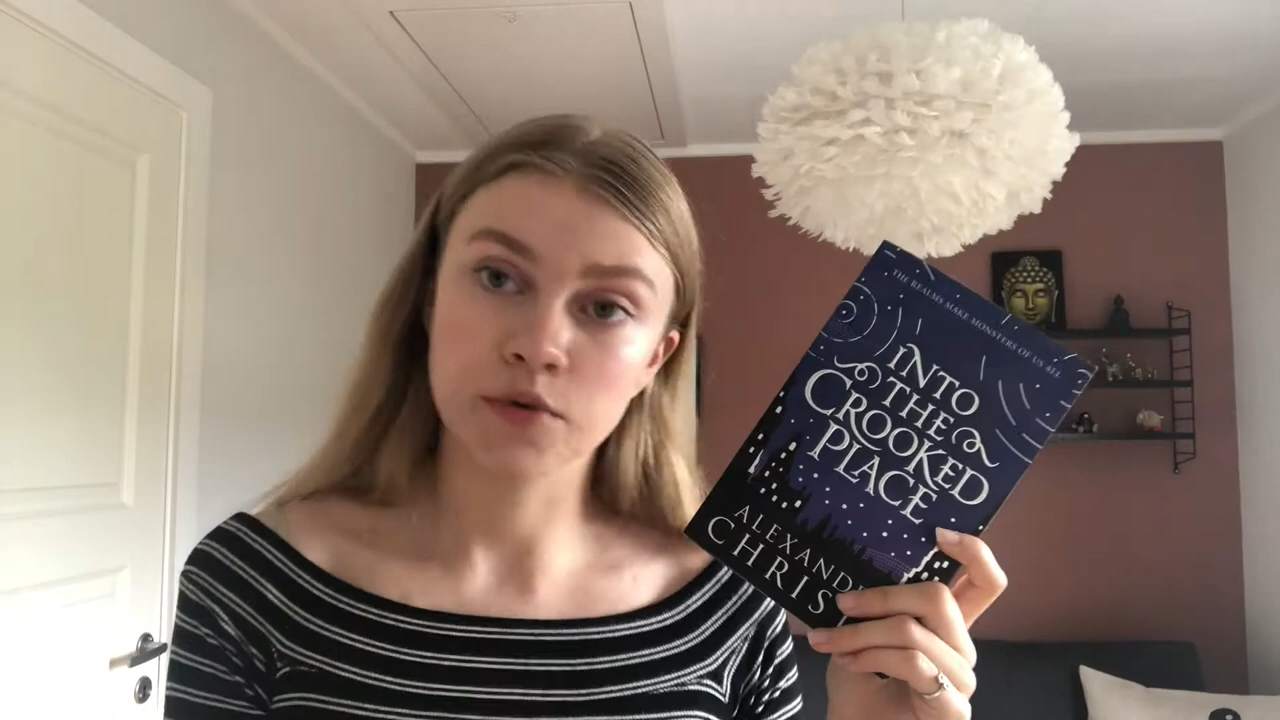 THE REALMS MAKE MONSTERS OF US ALL
INTO
THE
CROOKED
PLACE